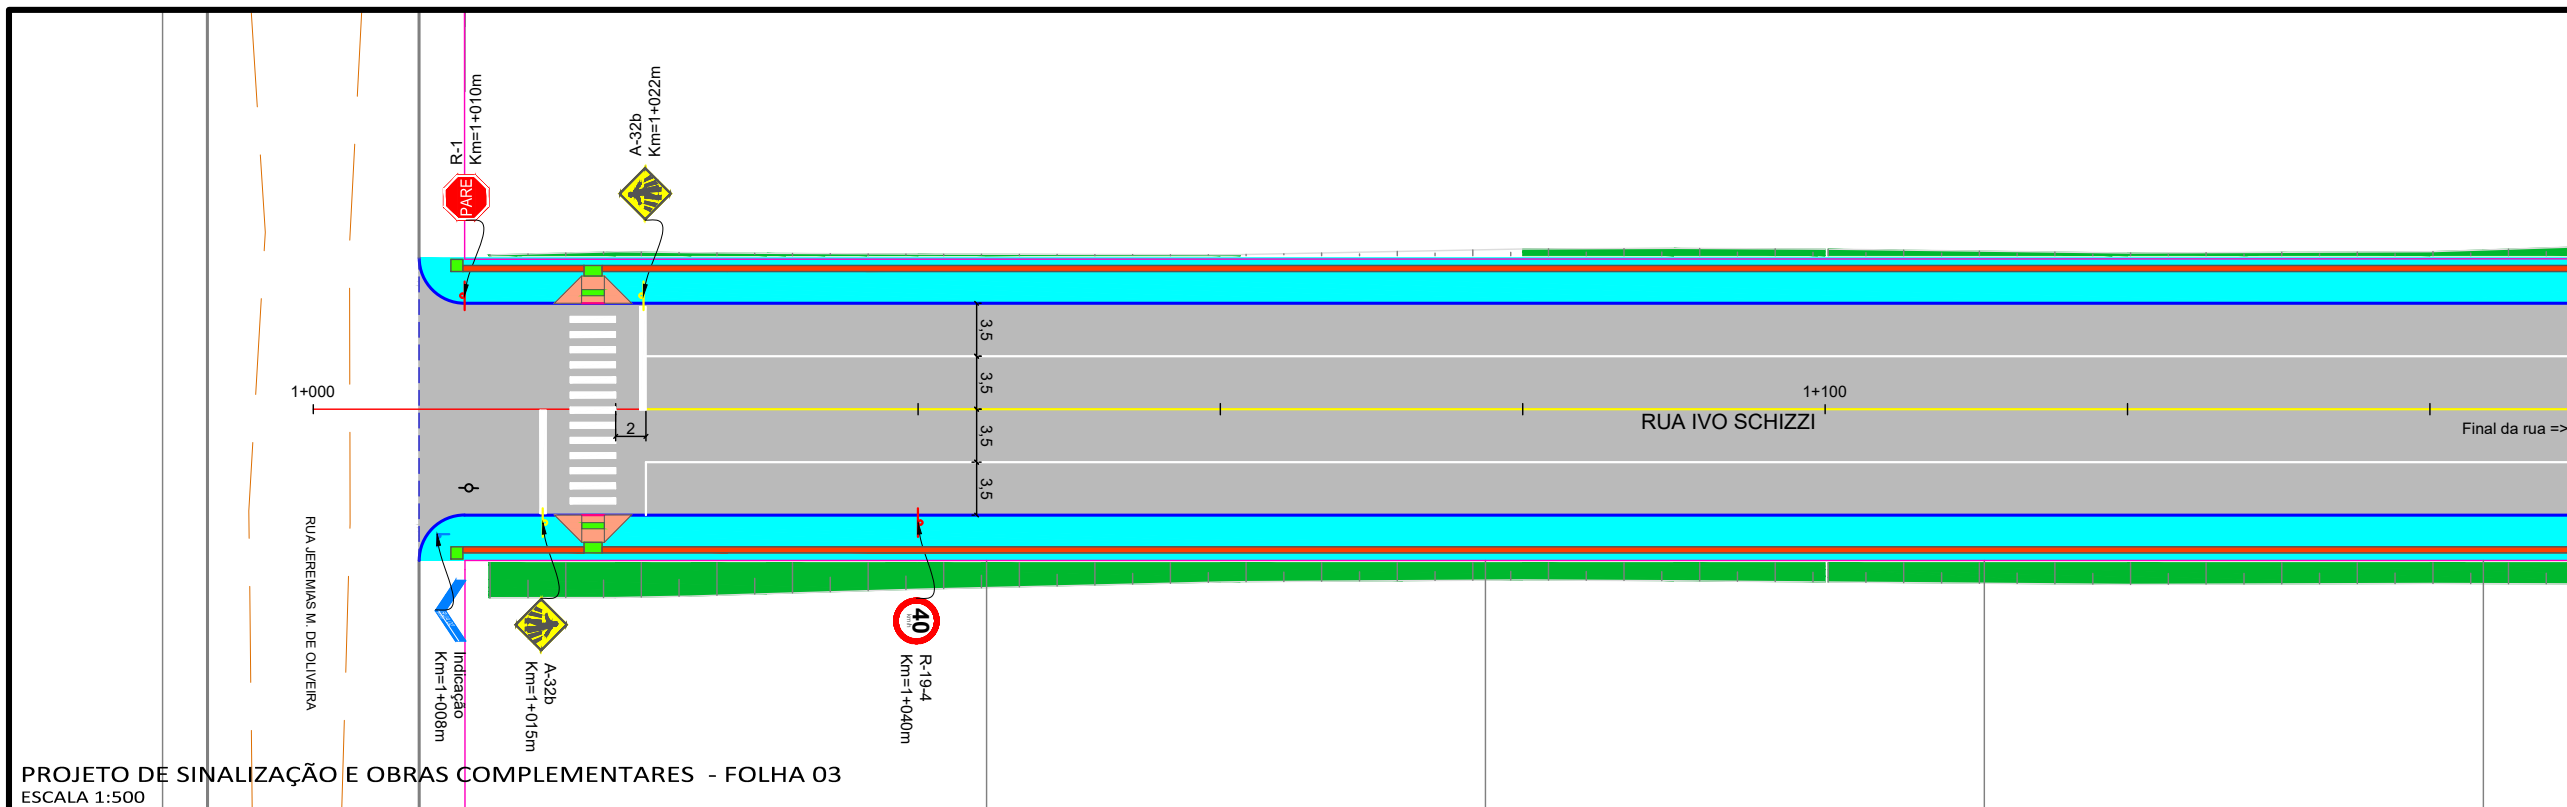 R-1
Km=1+010m
PARE
A-32b
Km=1+022m
3,5
3,5
3,5
3,5
1+000
2
1+100
RUA IVO SCHIZZI
Final da rua =>
RUA JEREMIAS M. DE OLIVEIRA
Indicação
Km=1+008m
A-32b
Km=1+015m
40
km/h
R-19-4
Km=1+040m
PROJETO DE SINALIZAÇÃO E OBRAS COMPLEMENTARES - FOLHA 03
ESCALA 1:500